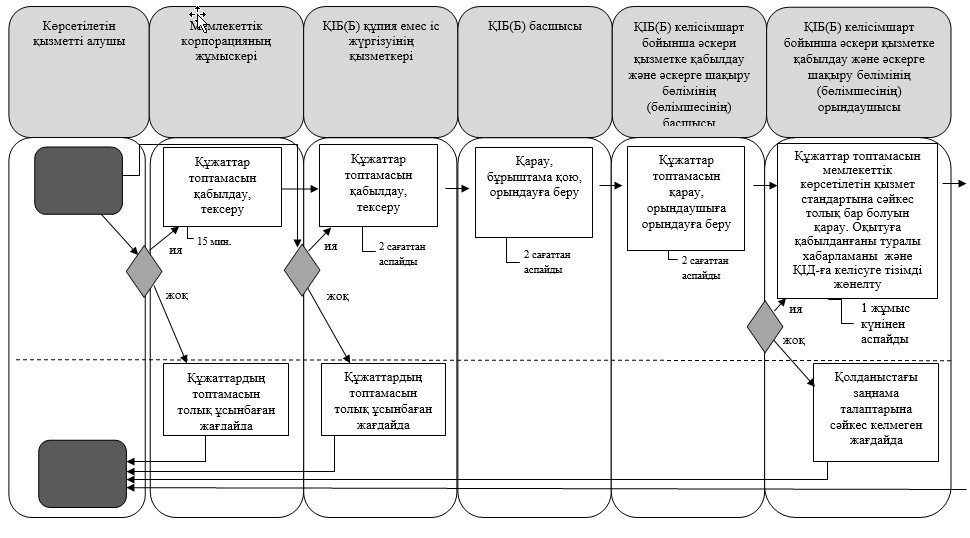 Көрсетілетін
қызметті алушы
Мемлекеттік
корпорацияның
жұмыскері
ҚІБ(Б) құпия емес іс
жүргізуінің
қызметкері
ҚІБ(Б) басшысы
ҚІБ(Б) келісімшарт
бойынша әскери
қызметке қабылдау
және әскерге шақыру
бөлімінің
(бөлімшесінің)
басшысы
ҚІБ(Б) келісімшарт
бойынша әскери қызметке
қабылдау және әскерге
шақыру бөлімінің
(бөлімшесінің)
орындаушысы
Құжаттар
топтамасын
қабылдау,
тексеру
Құжаттар
топтамасын
қабылдау,
тексеру
Қарау,
бұрыштама қою,
орындауға беру
Құжаттар
топтамасын
қарау,
орындаушыға
орындауға беру
Құжаттар топтамасын
мемлекеттік
көрсетілетін қызмет
стандартына сәйкес
толық бар болуын
қарау. Оқытуға
қабылданғаны туралы
хабарламаны және
ҚІД-ға келісуге тізімді
жөнелту
ия
15 мин.
ия
2 сағаттан
аспайды
2 сағаттан
аспайды
2 сағаттан
аспайды
ия
1 жұмыс
күнінен
аспайды
жоқ
жоқ
жоқ
Құжаттардың
топтамасын
толық ұсынбаған
жағдайда
Құжаттардың
топтамасын
толық ұсынбаған
жағдайда
Қолданыстағы
заңнама
талаптарына
сәйкес келмеген
жағдайда